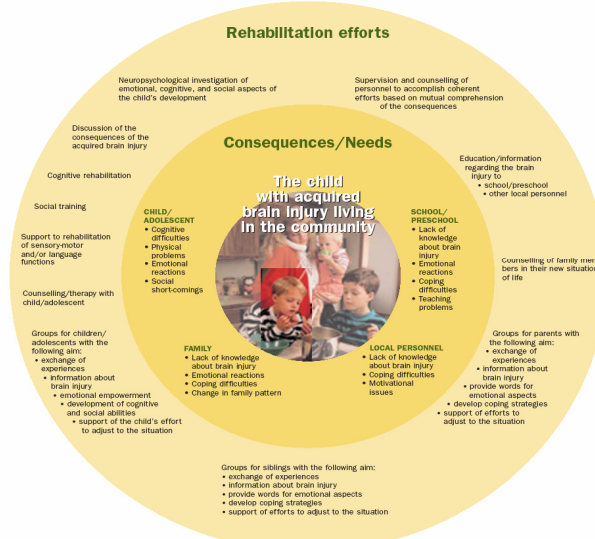 Rehabilitation efforts
Neuropsychological investigation of
emotional, cognitive, and social aspects of
the child's development
Supervision and counselling of
personnel to accomplish coherent
efforts based on mutual comprehension
of the consequences
Discussion of the
consequences of the
acquired brain injury
Cognitive rehabilitation
Social training
Support to rehabilitation
of sensory-motor
and/or language
functions
Counselling/therapy with
child/adolescent
Groups for children/
adolescents with the
following aim:
• exchange of
experiences
• information about
brain injury
• emotional empowerment
• development of cognitive
and social abilities
• support of the child's effort
to adjust to the situation
Education/information
regarding the brain
injury to
• school/preschool
• other local personnel
Counselling of family mem
bers in their new situation
of life
Groups for parents with
the following aim:
• exchange of
experiences
• information about
brain injury
• provide words for
emotional aspects
• develop coping strategies
• support of efforts to
adjust to the situation
Groups for siblings with the following aim:
• exchange of experiences
• information about brain injury
• provide words for emotional aspects
• develop coping strategies
• support of efforts to adjust to the situation
Consequences/Needs
The child
with acquired
brain injury living
in the community
CHILD/
ADOLESCENT
• Cognitive
difficulties
• Physical
problems
• Emotional
reactions
• Social
short-comings
SCHOOL/
PRESCHOOL
• Lack of
knowledge
about brain
injury
• Emotional
reactions
• Coping
difficulties
• Teaching
problems
FAMILY
• Lack of knowledge
about brain injury
• Emotional reactions
• Coping difficulties
• Change in family pattern
LOCAL PERSONNEL
• Lack of knowledge
about brain injury
• Coping difficulties
• Motivational
issues